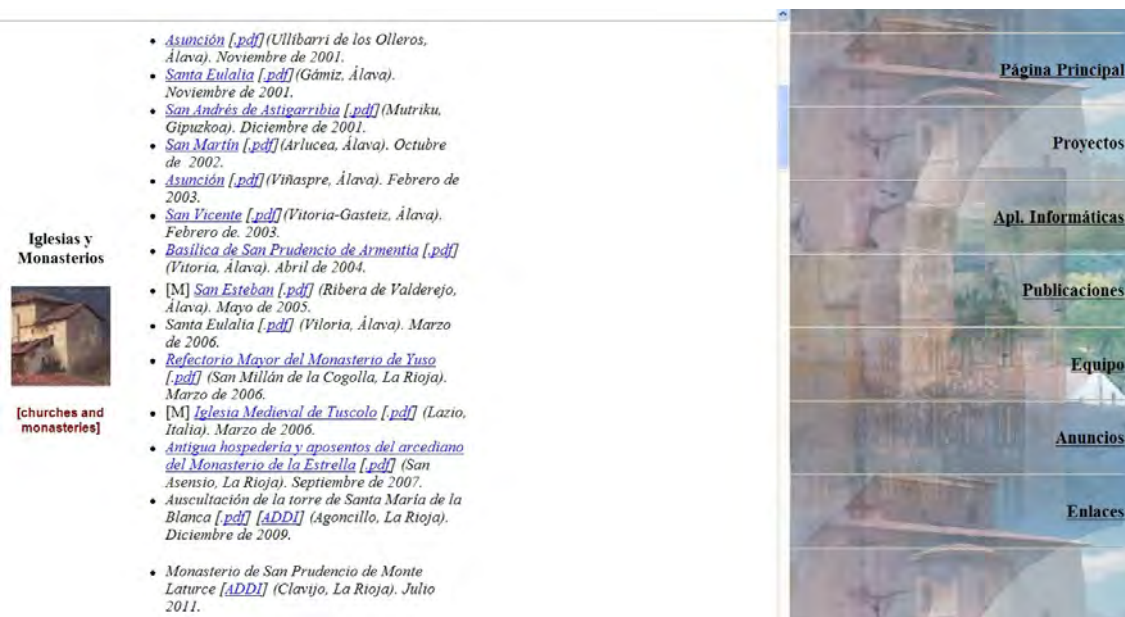 Iglesias y
Monasterios
[churches and
monasteries]
• Asunción [.pdf] (Ullíbarri de los Olleros,
Álava). Noviembre de 2001.
• Santa Eulalia [.pdf] (Gámiz, Álava).
Noviembre de 2001.
• San Andrés de Astigarribia [.pdf] (Mutriku,
Gipuzkoa). Diciembre de 2001.
• San Martín [.pdf] (Arlucea, Álava). Octubre
de 2002.
• Asunción [.pdf] (Viñaspre, Álava). Febrero de
2003.
• San Vicente [.pdf] (Vitoria-Gasteiz, Álava).
Febrero de. 2003.
• Basílica de San Prudencio de Armentia [.pdf]
(Vitoria, Álava). Abril de 2004.
• [M] San Esteban [.pdf] (Ribera de Valderejo,
Álava). Mayo de 2005.
• Santa Eulalia [.pdf] (Viloria, Álava). Marzo
de 2006.
• Refectorio Mayor del Monasterio de Yuso
[.pdf] (San Millán de la Cogolla, La Rioja).
Marzo de 2006.
• [M] Iglesia Medieval de Tuscolo [.pdf] (Lazio,
Italia). Marzo de 2006.
• Antigua hospedería y aposentos del arcediano
del Monasterio de la Estrella [.pdf] (San
Asensio, La Rioja). Septiembre de 2007.
• Auscultación de la torre de Santa María de la
Blanca [.pdf] [ADDI] (Agoncillo, La Rioja).
Diciembre de 2009.
• Monasterio de San Prudencio de Monte
Laturce [ADDI] (Clavijo, La Rioja). Julio
2011.
Página Principal
Proyectos
Apl. Informáticas
Publicaciones
Equipo
Anuncios
Enlaces